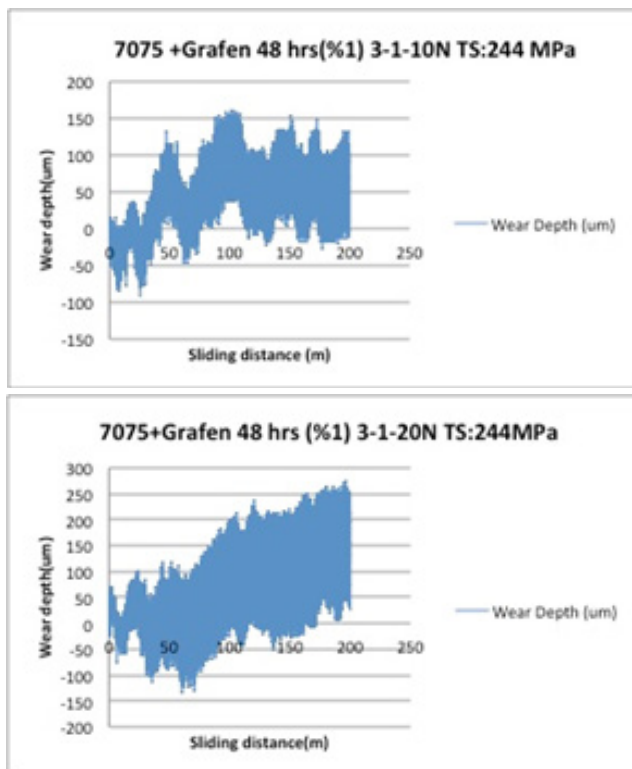 7075 +Grafen 48 hrs(%1) 3-1-10N TS:244 MPa
200
150
100
50
0
-50
-100
-150
Wear depth(um)
0 50 100 150 200 250
Sliding distance (m)
Wear Depth (um)
7075+Grafen 48 hrs (%1) 3-1-20N TS:244MPa
300
250
200
150
100
50
0
-50
-100
-150
-200
Wear depth(um)
0 50 100 150 200 250
Sliding distance(m)
Wear Depth (um)